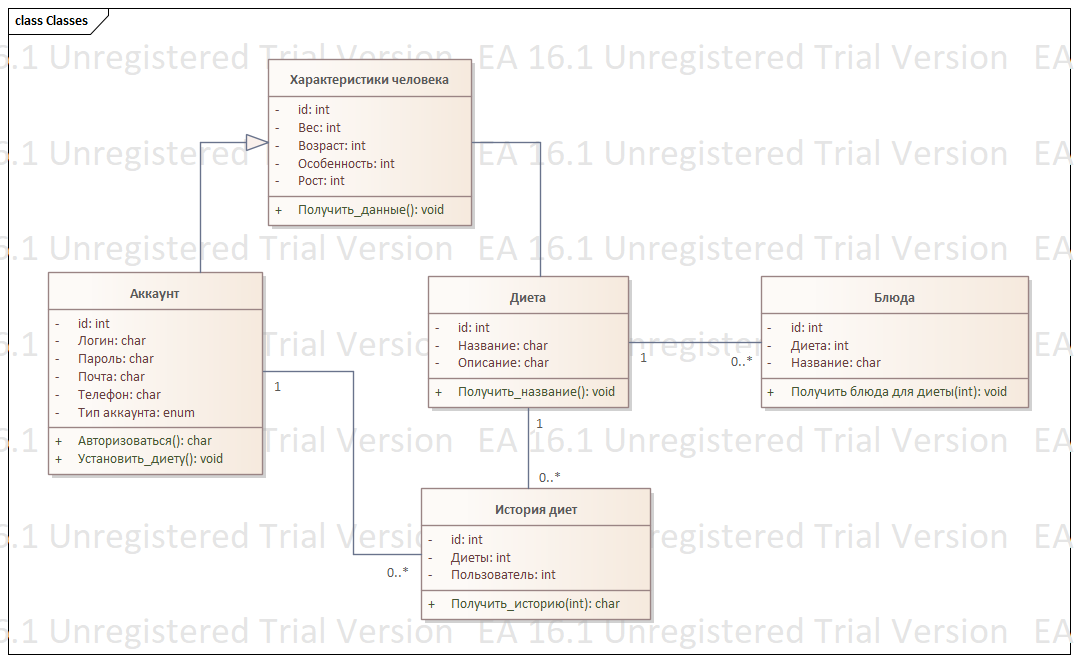 class Classes
EA 16.1 Unregistered Trial Version
Характеристики человека
- id: int
- Вес: int
- Возраст: int
- Особенность: int
- Рост: int
+ Получить_данные(): void
Аккаунт
- id: int
- Логин: char
- Пароль: char
- Почта: char
- Телефон: char
- Тип аккаунта: enum
+ Авторизоваться(): char
+ Установить_диету(): void
1
Диета
- id: int
- Название: char
- Описание: char
+ Получить_название(): void
1
0..*
Блюда
- id: int
- Диета: int
- Название: char
+ Получить блюда для диеты(int): void
1
0..*
История диет
- id: int
- Диеты: int
- Пользователь: int
+ Получить_историю(int): char
0..*